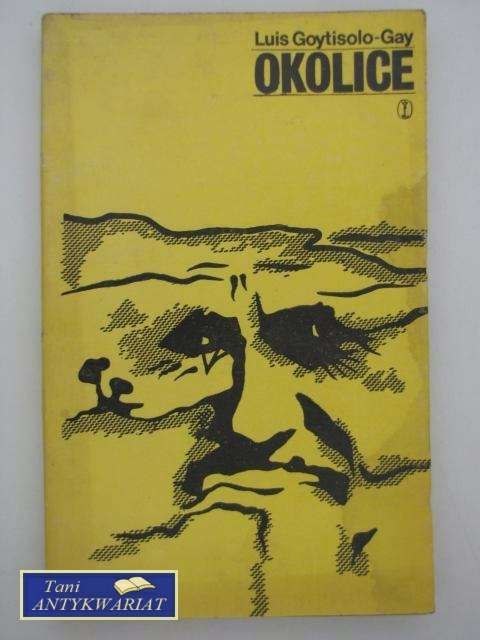 Luis Goytisolo-Gay
OKOLICE
Tani
ANTYKWARIAT